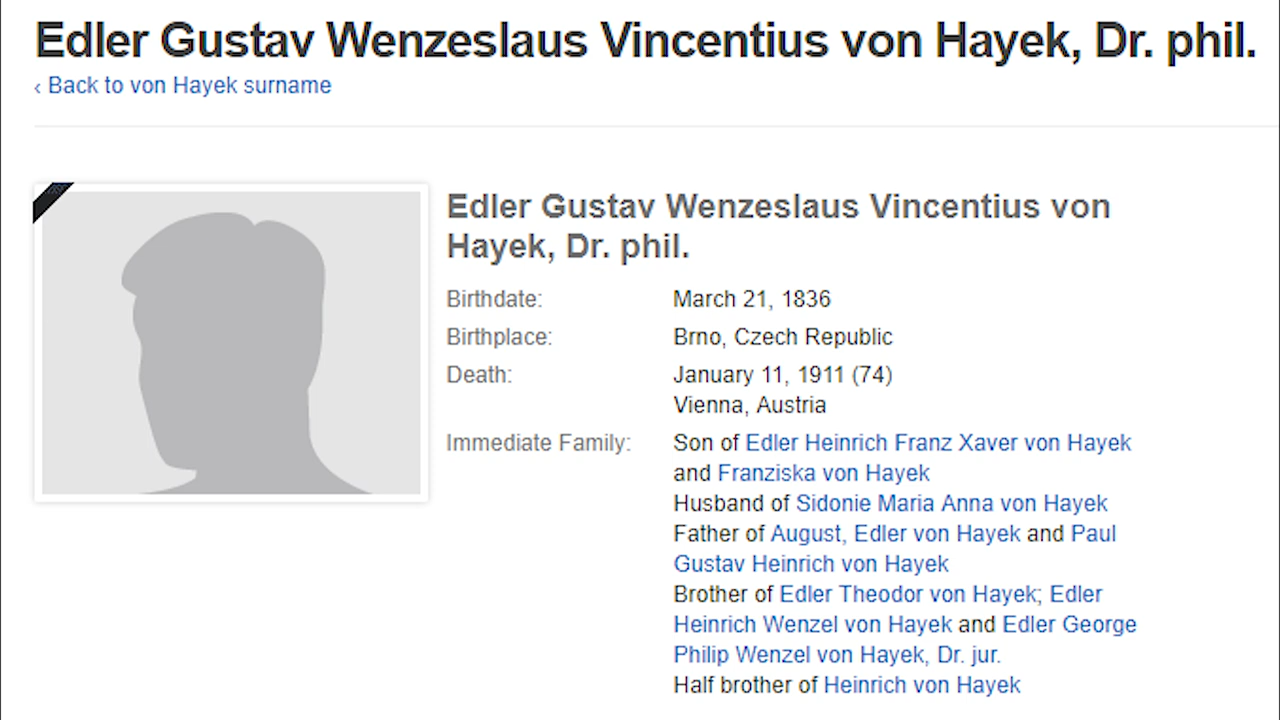 Edler Gustav Wenzeslaus Vincentius von Hayek, Dr. phil.
‹ Back to von Hayek surname
Edler Gustav Wenzeslaus Vincentius von
Hayek, Dr. phil.
Birthdate: March 21, 1836
Birthplace: Brno, Czech Republic
Death: January 11, 1911 (74)
Vienna, Austria
Immediate Family: Son of Edler Heinrich Franz Xaver von Hayek
and Franziska von Hayek
Husband of Sidonie Maria Anna von Hayek
Father of August, Edler von Hayek and Paul
Gustav Heinrich von Hayek
Brother of Edler Theodor von Hayek; Edler
Heinrich Wenzel von Hayek and Edler George
Philip Wenzel von Hayek, Dr. jur.
Half brother of Heinrich von Hayek